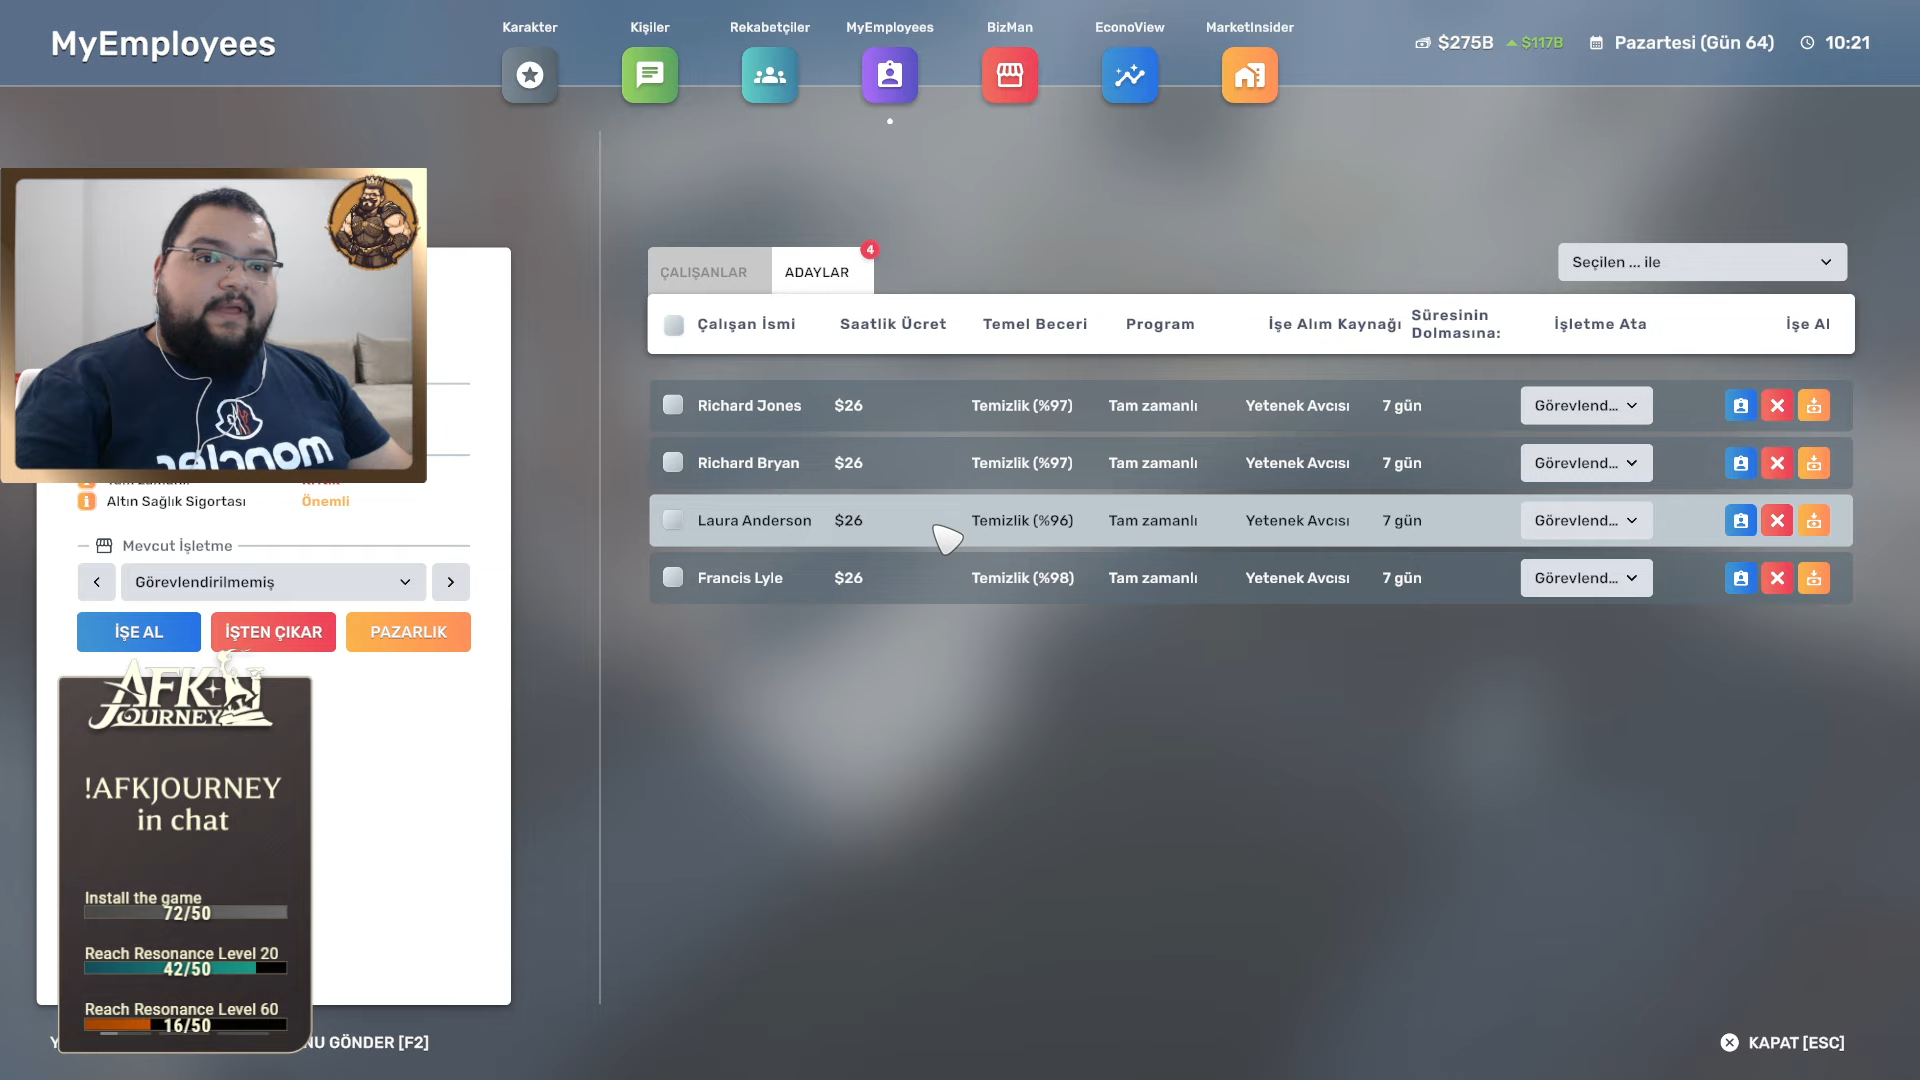 MyEmployees
Karakter
Kişiler
Rekabetçiler
MyEmployees
BizMan
EconoView
MarketInsider
$275B
$117B
Pazartesi (Gün 64)
10:21
ÇALIŞANLAR
ADAYLAR
4
Seçilen ... ile
Çalışan İsmi
Saatlik Ücret
Temel Beceri
Program
İşe Alım Kaynağı
Süresinin
Dolmasına:
İşletme Ata
İşe Al
Richard Jones $26 Temizlik (%97) Tam zamanlı Yetenek Avcısı 7 gün Görevlend...
Richard Bryan $26 Temizlik (%97) Tam zamanlı Yetenek Avcısı 7 gün Görevlend...
Laura Anderson $26 Temizlik (%96) Tam zamanlı Yetenek Avcısı 7 gün Görevlend...
Francis Lyle $26 Temizlik (%98) Tam zamanlı Yetenek Avcısı 7 gün Görevlend...
Altın Sağlık Sigortası Önemli
Mevcut İşletme
Görevlendirilmemiş
İŞE AL
İŞTEN ÇIKAR
PAZARLIK
AFK
JOURNEY
!AFKJOURNEY
in chat
Install the game
72/50
Reach Resonance Level 20
42/50
Reach Resonance Level 60
16/50
NU GÖNDER [F2]
KAPAT [ESC]